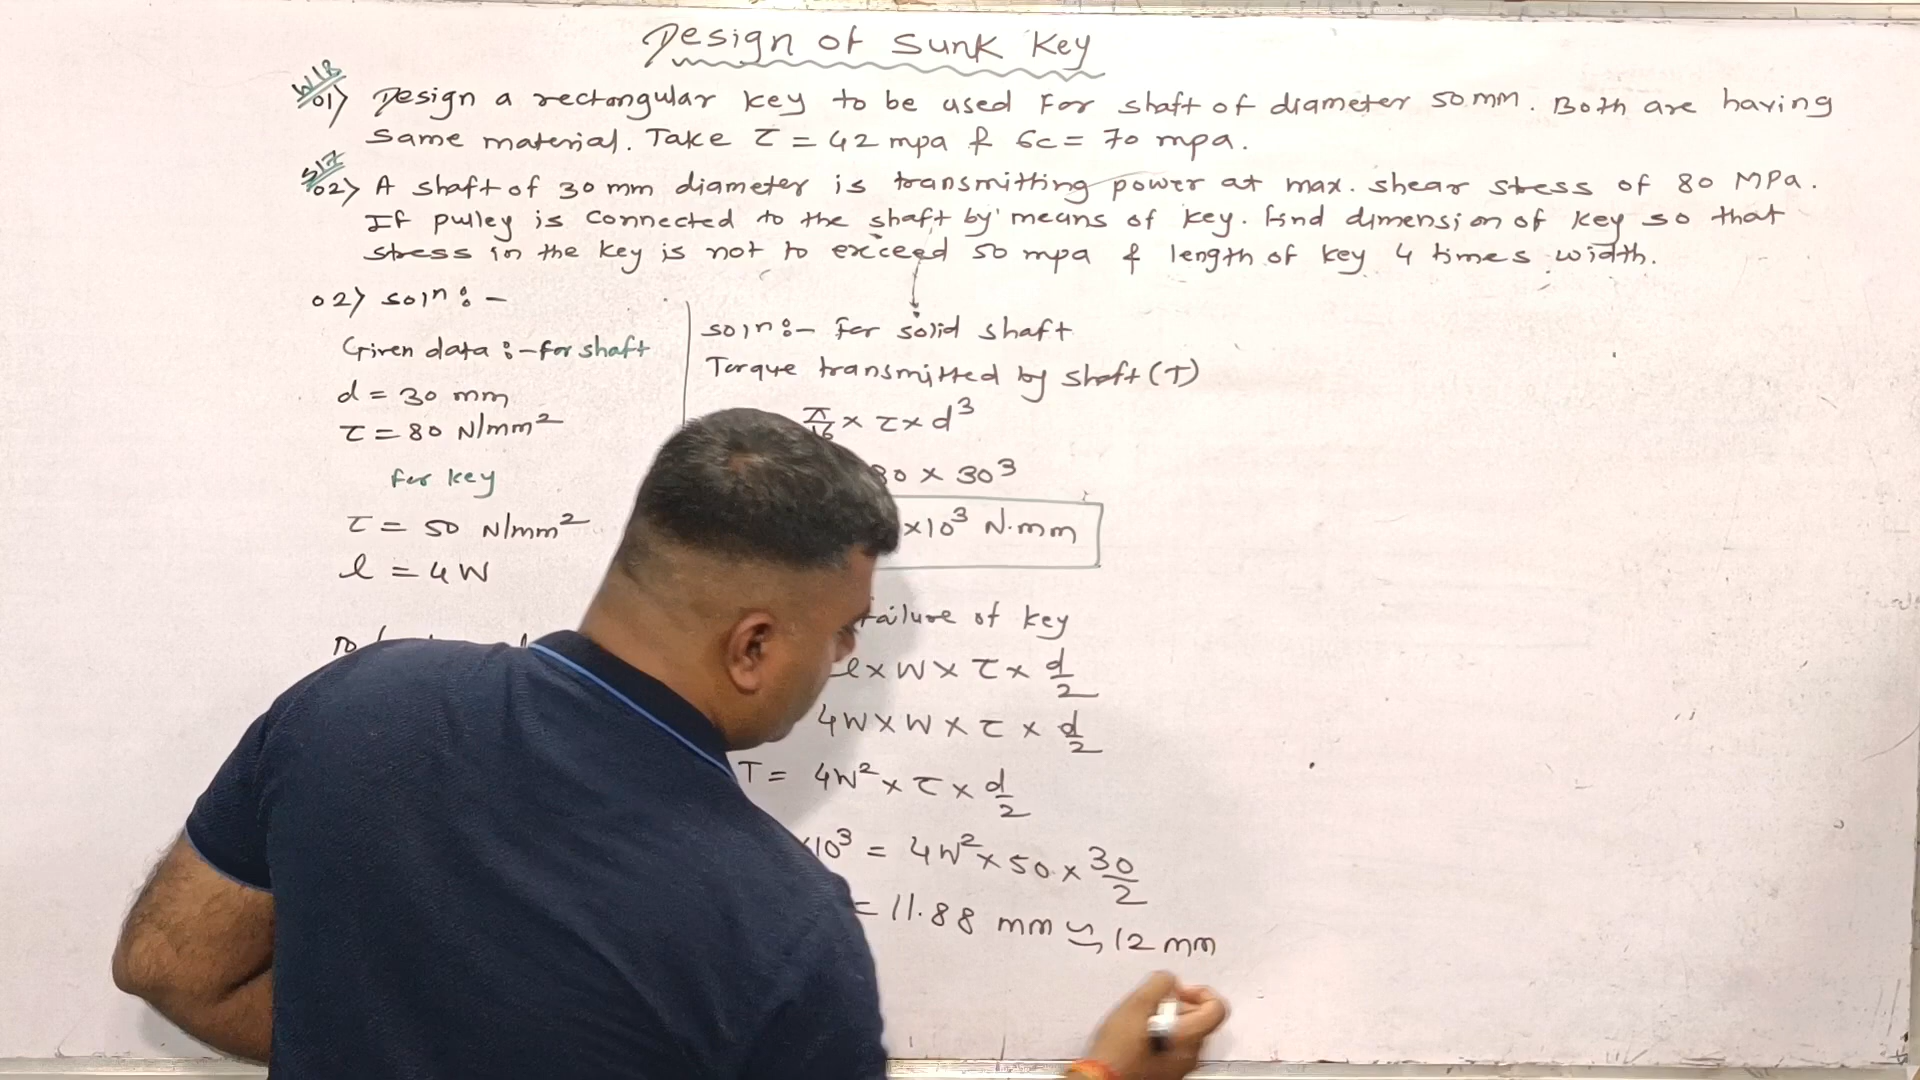 Design of Sunk Key
W18
01) Design a rectangular key to be used for shaft of diameter 50mm. Both are having
same material. Take τ = 42 mpa & σc = 70 mpa.
S17
02) A shaft of 30 mm diameter is transmitting power at max. shear stress of 80 MPa.
If pulley is connected to the shaft by means of key. find dimension of key so that
stress in the key is not to exceed 50 mpa & length of key 4 times width.
02) soln :-
Given data :- for shaft
d = 30 mm
τ = 80 N/mm²
for key
τ = 50 N/mm²
l = 4W
soln :- for solid shaft
Torque transmitted by shaft (T)
π/16 × τ × d³
80 × 30³
×10³ N.mm
failure of key
l × W × τ × d/2
4W × W × τ × d/2
T = 4W² × τ × d/2
×10³ = 4W² × 50 × 30/2
= 11.88 mm ≈ 12 mm